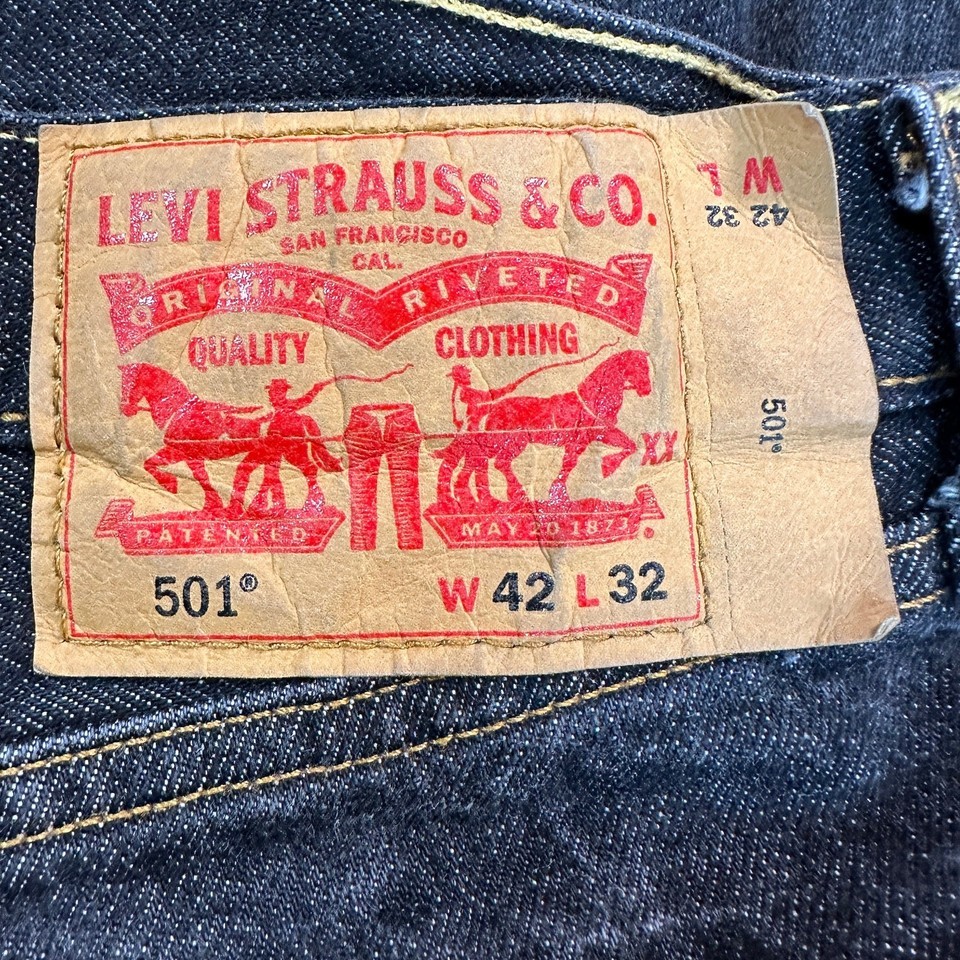 LEVI STRAUSS & CO.
SAN FRANCISCO
CAL.
ORIGINAL RIVETED
QUALITY CLOTHING
XX
PATENTED MAY 20 1873
501® W 42 L 32
W L
42 32
501®